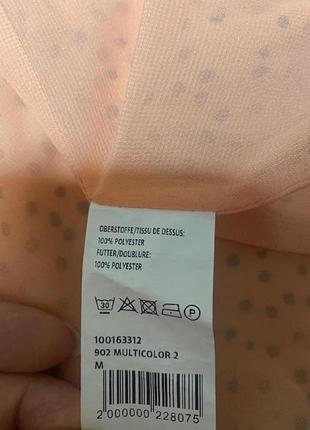 OBERSTOFFE/TISSU DE DESSUS:
100% POLYESTER
FUTTER/DOUBLURE:
100% POLYESTER
30 P
100163312
902 MULTICOLOR 2
M
2 000000 228075